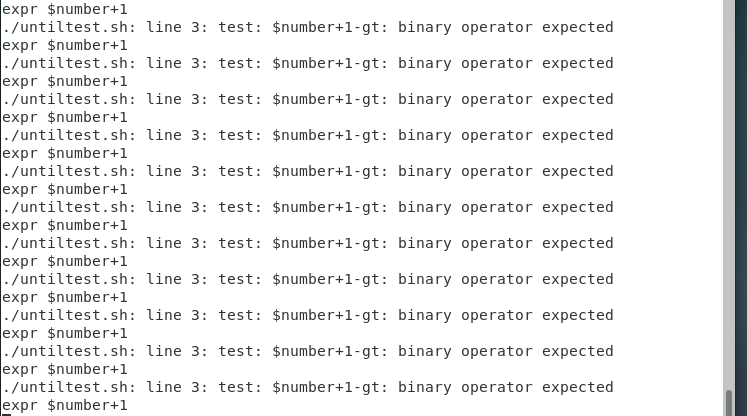 expr $number+1
./untiltest.sh: line 3: test: $number+1-gt: binary operator expected
expr $number+1
./untiltest.sh: line 3: test: $number+1-gt: binary operator expected
expr $number+1
./untiltest.sh: line 3: test: $number+1-gt: binary operator expected
expr $number+1
./untiltest.sh: line 3: test: $number+1-gt: binary operator expected
expr $number+1
./untiltest.sh: line 3: test: $number+1-gt: binary operator expected
expr $number+1
./untiltest.sh: line 3: test: $number+1-gt: binary operator expected
expr $number+1
./untiltest.sh: line 3: test: $number+1-gt: binary operator expected
expr $number+1
./untiltest.sh: line 3: test: $number+1-gt: binary operator expected
expr $number+1
./untiltest.sh: line 3: test: $number+1-gt: binary operator expected
expr $number+1
./untiltest.sh: line 3: test: $number+1-gt: binary operator expected
expr $number+1
./untiltest.sh: line 3: test: $number+1-gt: binary operator expected
expr $number+1